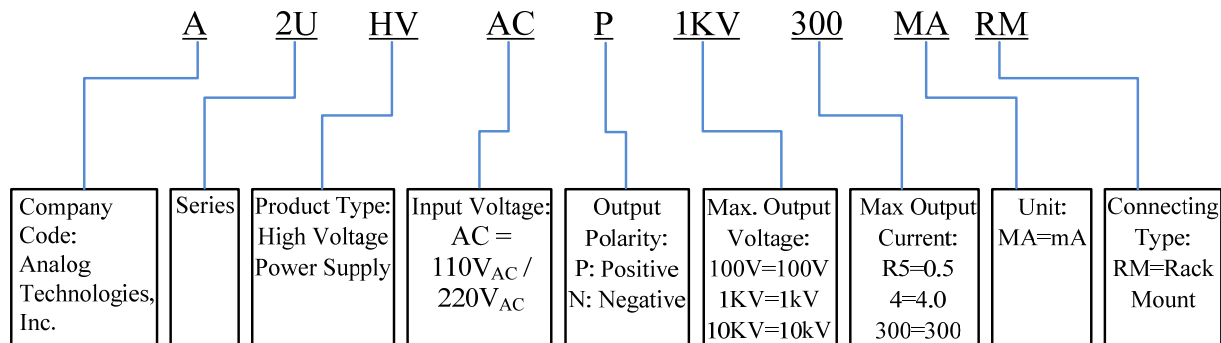 A 2U HV AC P 1KV 300 MA RM
Company
Code:
Analog
Technologies,
Inc.
Series
Product Type:
High Voltage
Power Supply
Input Voltage:
AC =
110VAC /
220VAC
Output
Polarity:
P: Positive
N: Negative
Max. Output
Voltage:
100V=100V
1KV=1kV
10KV=10kV
Max Output
Current:
R5=0.5
4=4.0
300=300
Unit:
MA=mA
Connecting
Type:
RM=Rack
Mount